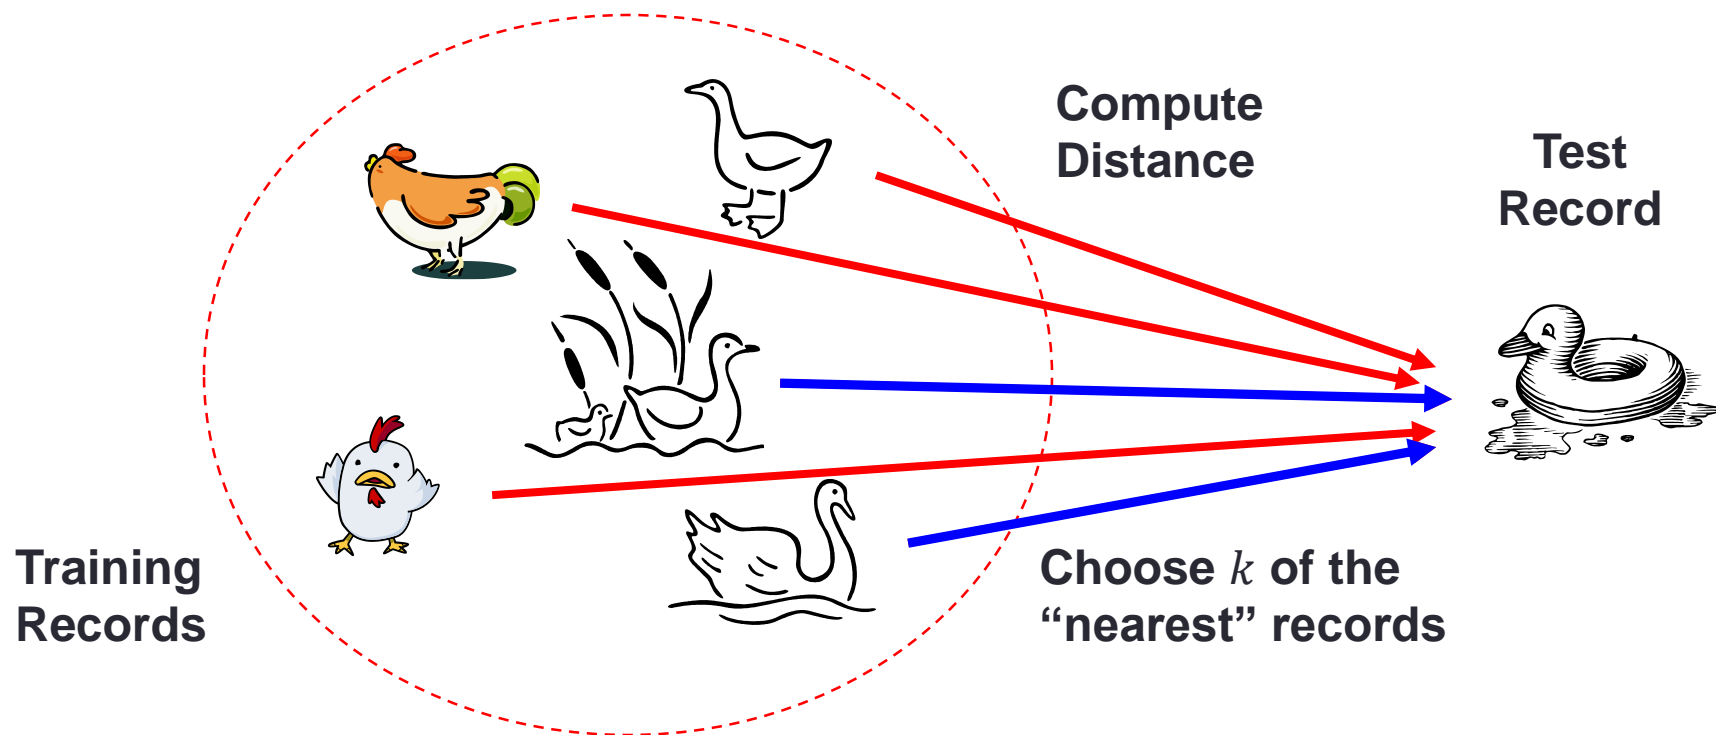 Compute
Distance
Test
Record
Training
Records
Choose k of the
“nearest” records